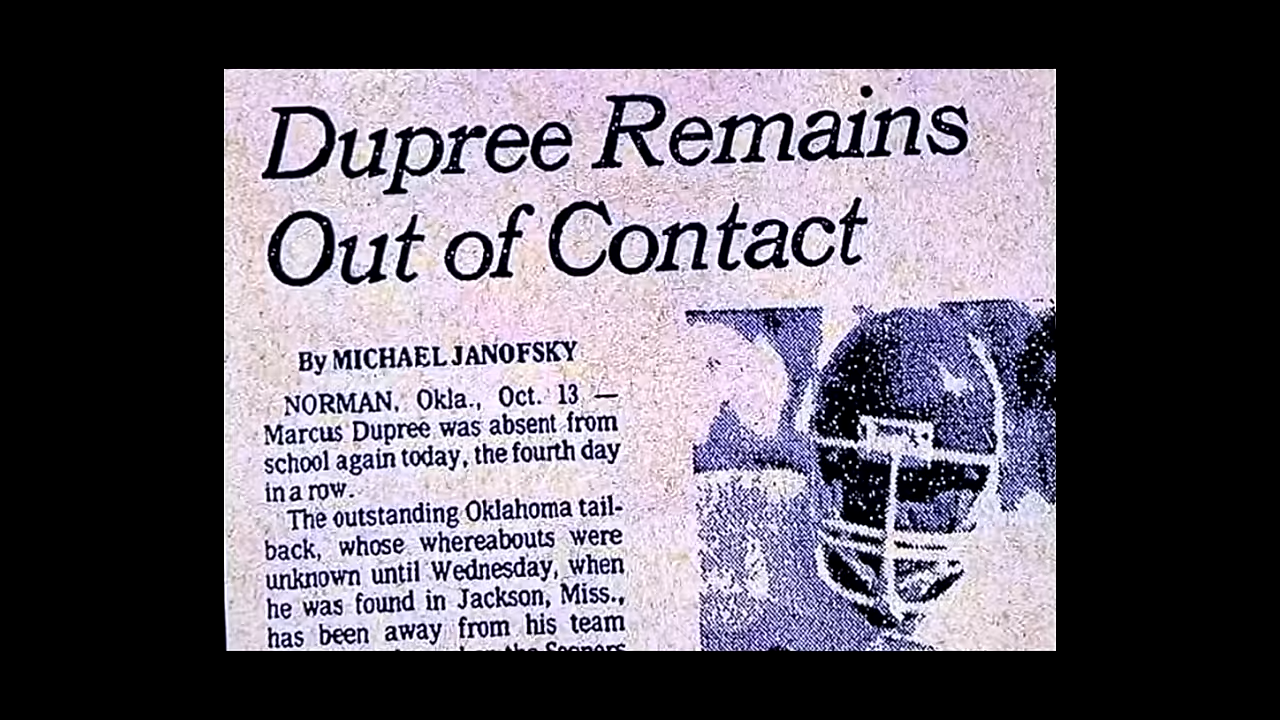 Dupree Remains
Out of Contact
By MICHAEL JANOFSKY
NORMAN, Okla., Oct. 13 —
Marcus Dupree was absent from
school again today, the fourth day
in a row.
The outstanding Oklahoma tail-
back, whose whereabouts were
unknown until Wednesday, when
he was found in Jackson, Miss.,
has been away from his team
the Sooners